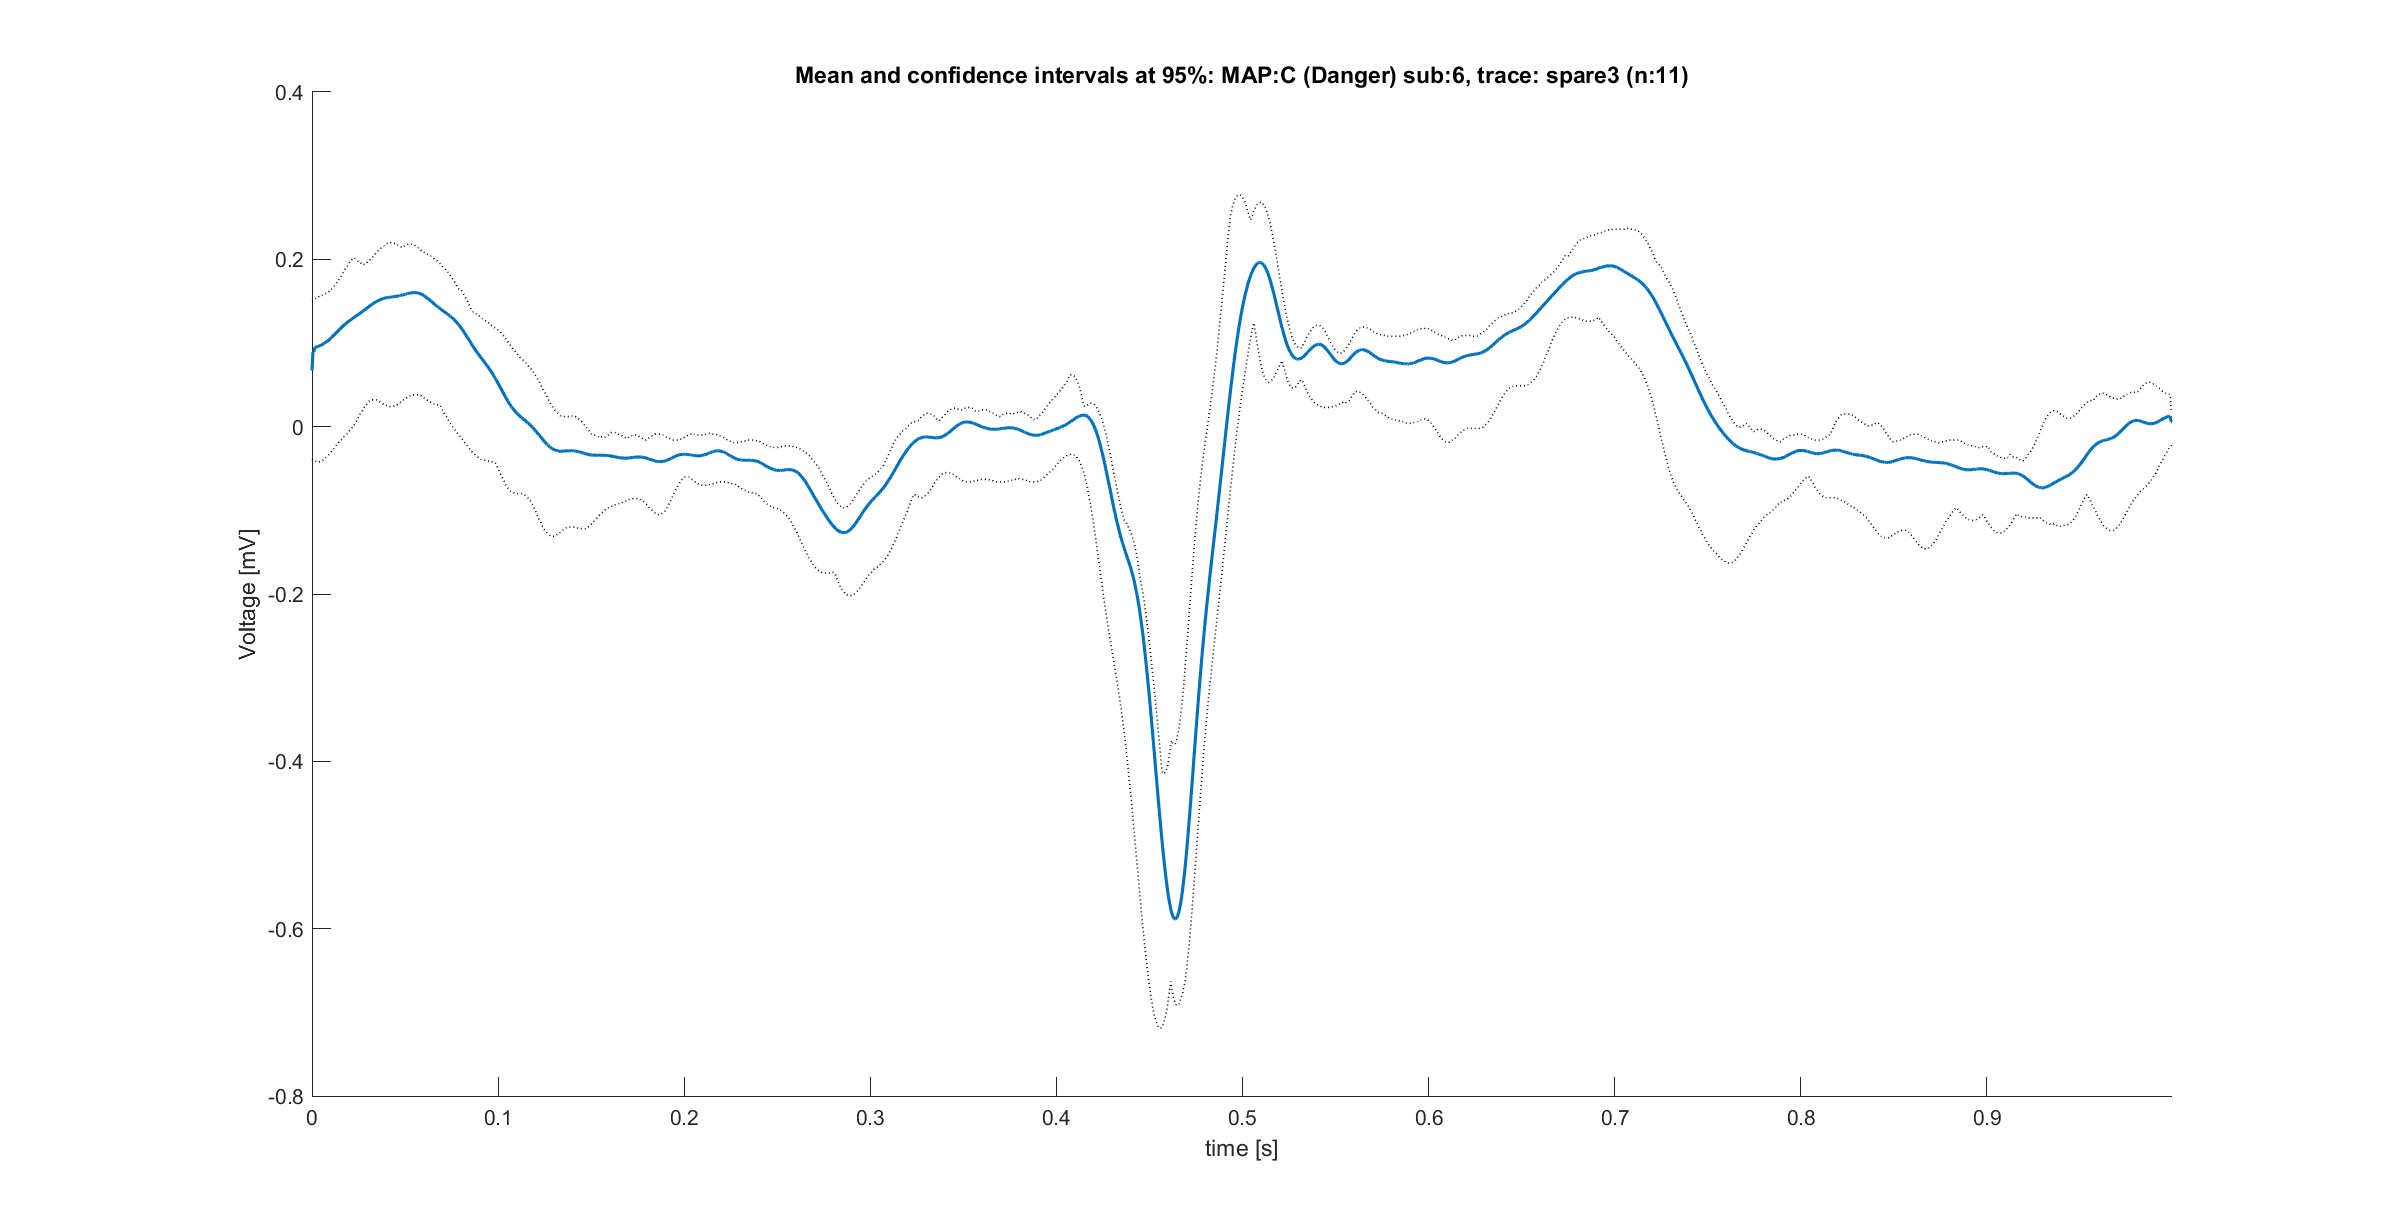 Mean and confidence intervals at 95%: MAP:C (Danger) sub:6, trace: spare3 (n:11)
0.4
0.2
0
-0.2
-0.4
-0.6
-0.8
Voltage [mV]
0 0.1 0.2 0.3 0.4 0.5 0.6 0.7 0.8 0.9
time [s]